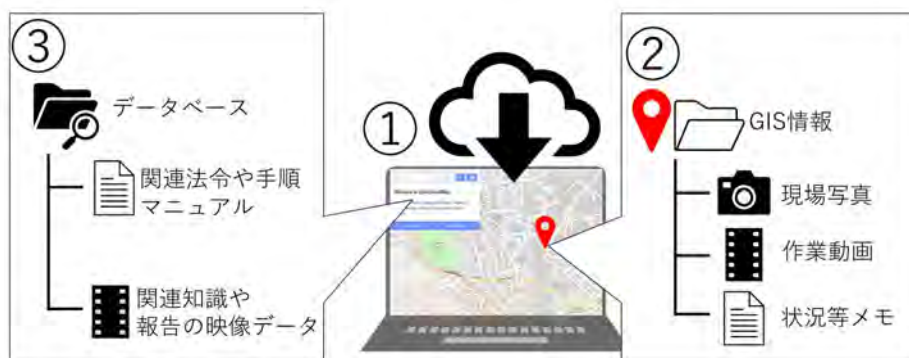 ③
データベース
関連法令や手順
マニュアル
関連知識や
報告の映像データ
①
②
GIS情報
現場写真
作業動画
状況等メモ